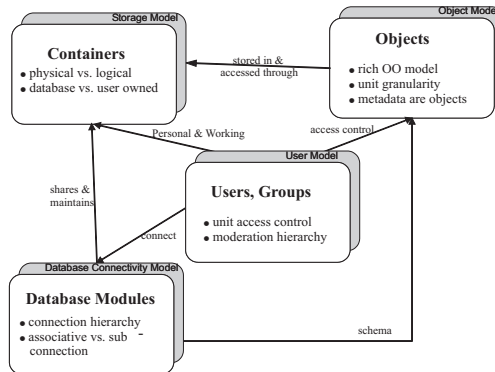 Storage Model
Containers
• physical vs. logical
• database vs. user owned
Object Model
Objects
• rich OO model
• unit granularity
• metadata are objects
stored in &
accessed through
Personal & Working
access control
User Model
Users, Groups
• unit access control
• moderation hierarchy
shares &
maintains
connect
Database Connectivity Model
Database Modules
• connection hierarchy
• associative vs. sub -
connection
schema